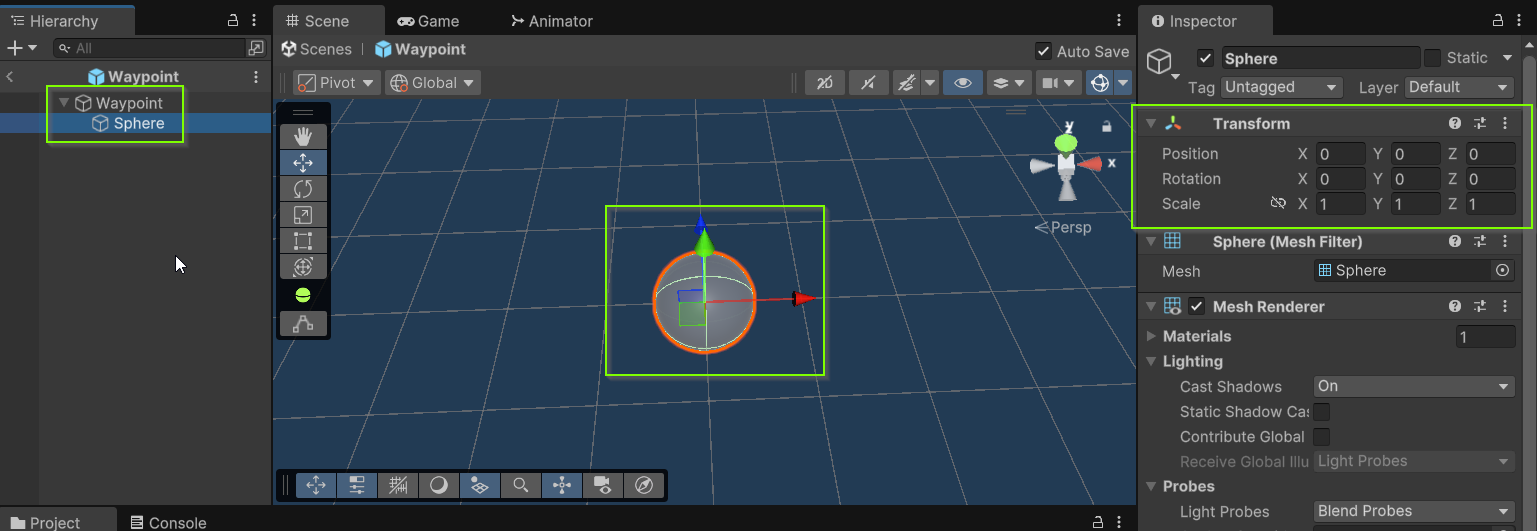 Hierarchy
All
Waypoint
Waypoint
Sphere
Scene
Game
Animator
Scenes
Waypoint
Auto Save
Pivot
Global
2D
y
x
Persp
Inspector
Sphere
Static
Tag Untagged
Layer Default
Transform
Position X 0 Y 0 Z 0
Rotation X 0 Y 0 Z 0
Scale X 1 Y 1 Z 1
Sphere (Mesh Filter)
Mesh Sphere
Mesh Renderer
Materials 1
Lighting
Cast Shadows On
Static Shadow Cas
Contribute Global
Receive Global Illu Light Probes
Probes
Light Probes Blend Probes
Project
Console